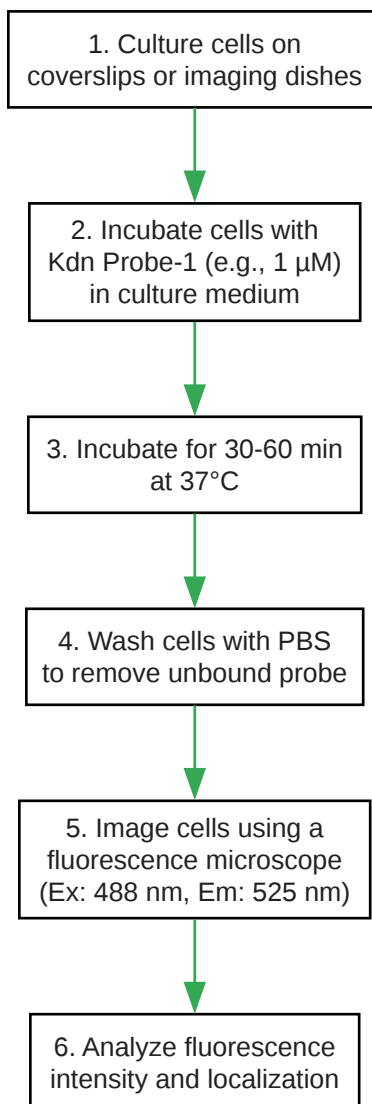 1. Culture cells on
coverslips or imaging dishes
2. Incubate cells with
Kdn Probe-1 (e.g., 1 µM)
in culture medium
3. Incubate for 30-60 min
at 37°C
4. Wash cells with PBS
to remove unbound probe
5. Image cells using a
fluorescence microscope
(Ex: 488 nm, Em: 525 nm)
6. Analyze fluorescence
intensity and localization